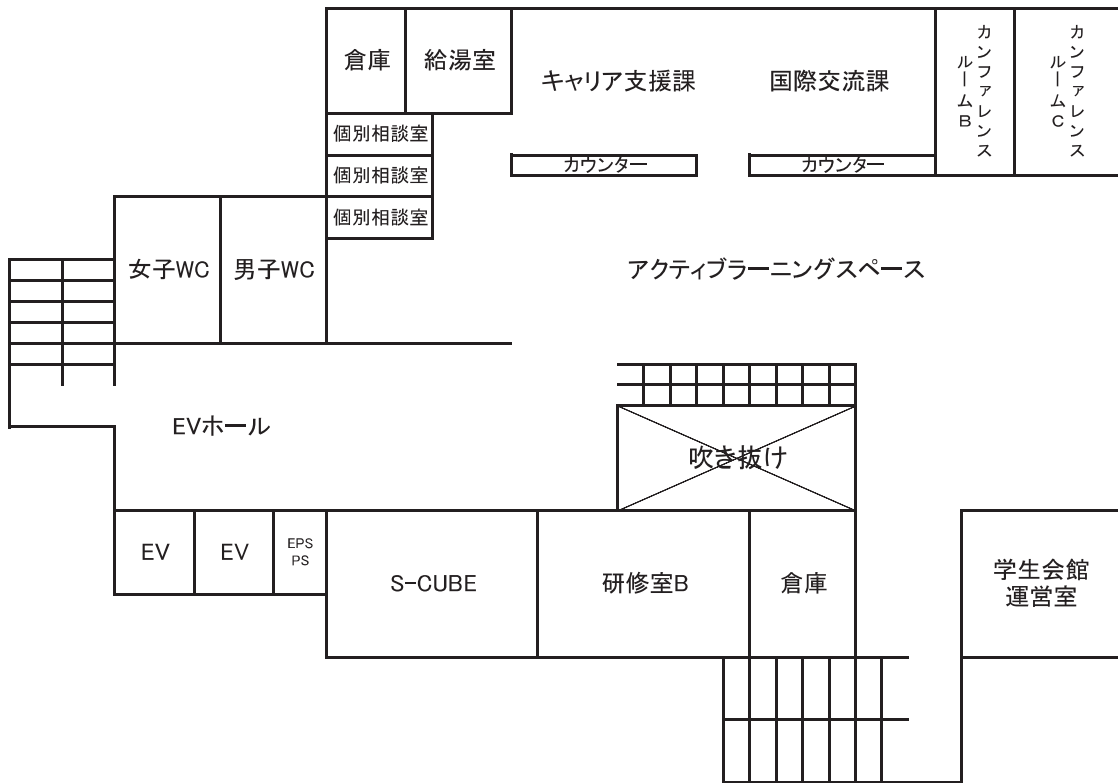 倉庫
給湯室
キャリア支援課
国際交流課
カンファレンス
ルームB
カンファレンス
ルームC
個別相談室
カウンター
カウンター
個別相談室
個別相談室
女子WC
男子WC
アクティブラーニングスペース
EVホール
吹き抜け
EV
EV
EPS
PS
S-CUBE
研修室B
倉庫
学生会館
運営室